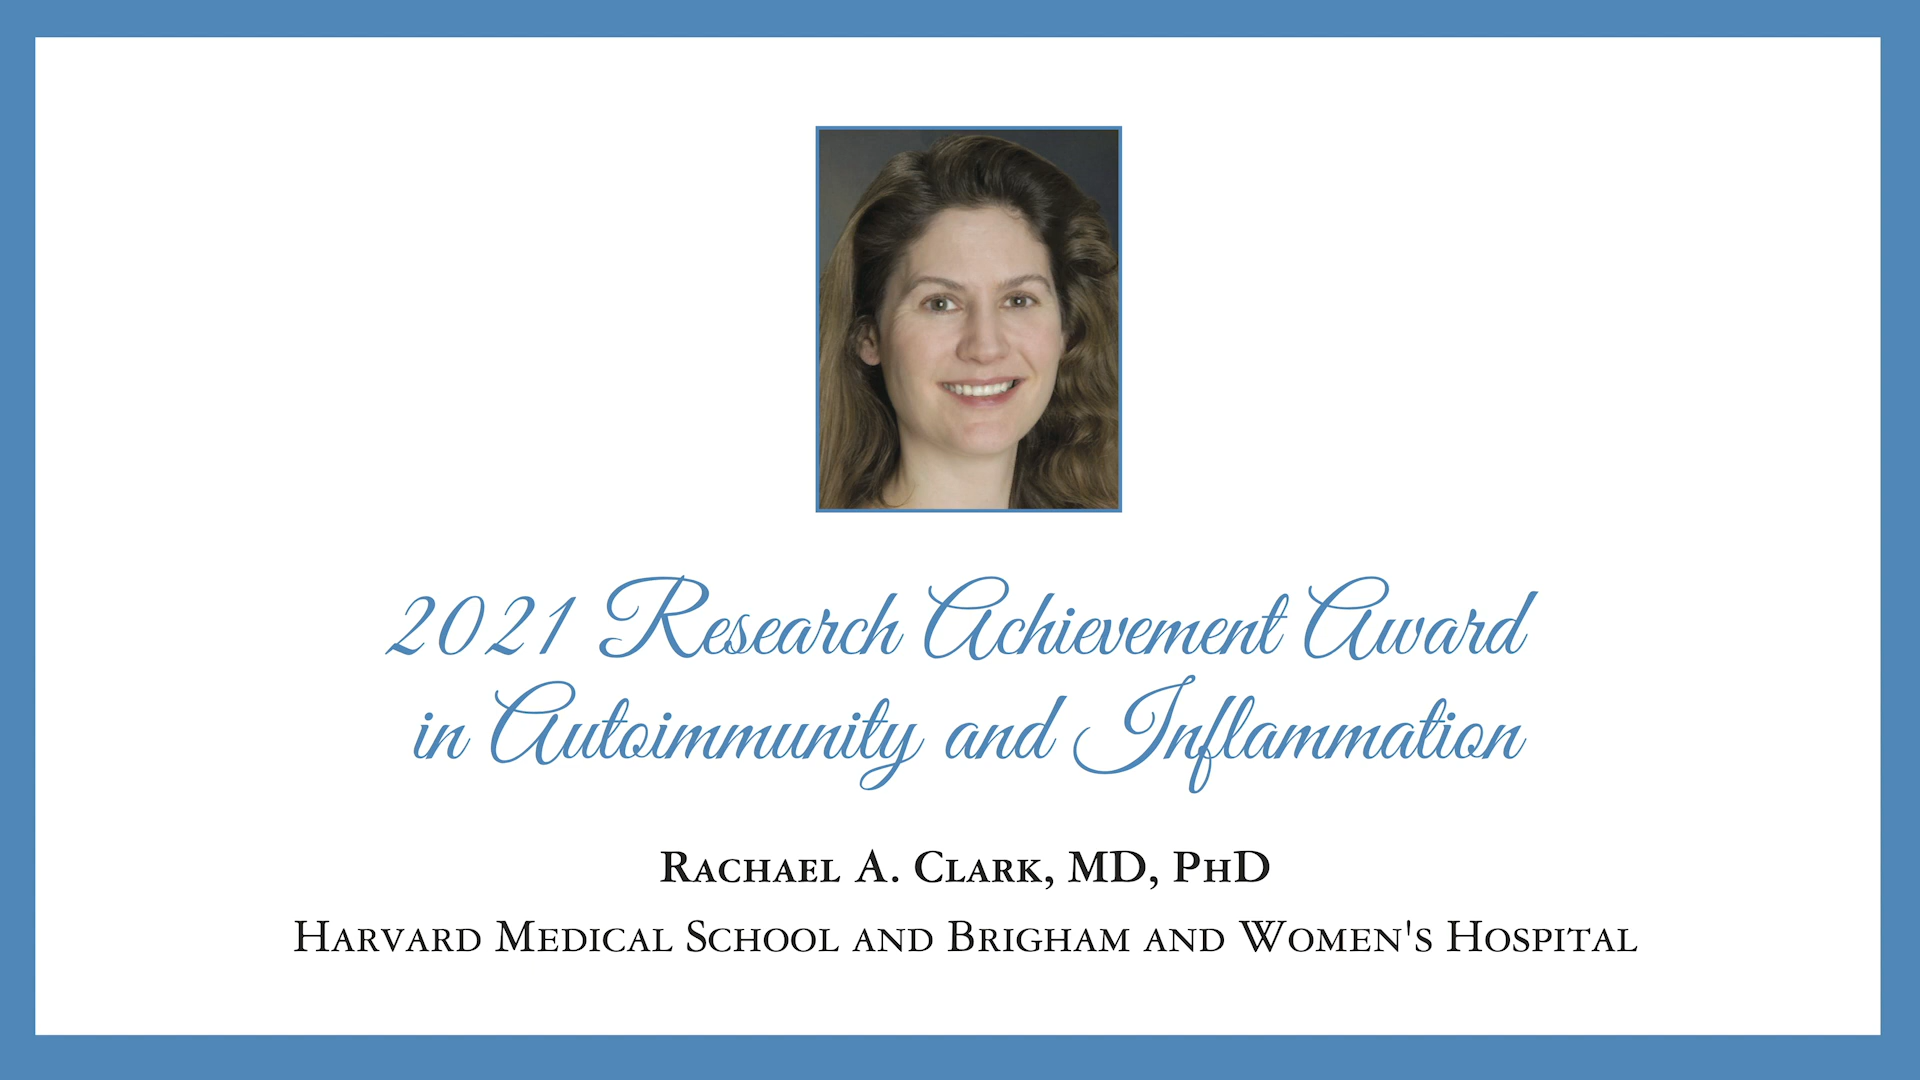 2021 Research Achievement Award
in Autoimmunity and Inflammation
Rachael A. Clark, MD, PhD
Harvard Medical School and Brigham and Women's Hospital